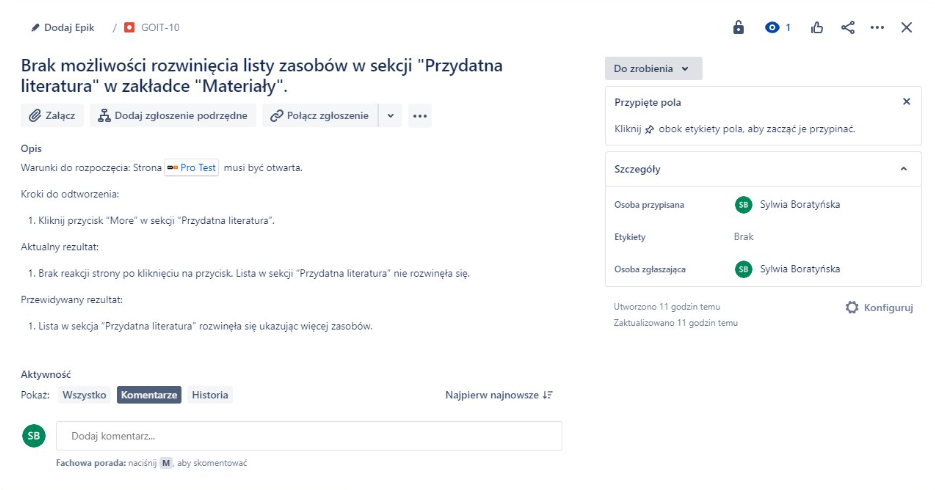 Dodaj Epik / GOIT-10
1
Brak możliwości rozwinięcia listy zasobów w sekcji "Przydatna
literatura" w zakładce "Materiały".
Załącz Dodaj zgłoszenie podrzędne Połącz zgłoszenie
Opis
Warunki do rozpoczęcia: Strona Pro Test musi być otwarta.
Kroki do odtworzenia:
1. Kliknij przycisk "More" w sekcji "Przydatna literatura".
Aktualny rezultat:
1. Brak reakcji strony po kliknięciu na przycisk. Lista w sekcji "Przydatna literatura" nie rozwinęła się.
Przewidywany rezultat:
1. Lista w sekcja "Przydatna literatura" rozwinęła się ukazując więcej zasobów.
Aktywność
Pokaż: Wszystko Komentarze Historia Najpierw najnowsze
SB Dodaj komentarz...
Fachowa porada: naciśnij M, aby skomentować
Do zrobienia
Przypięte pola
Kliknij obok etykiety pola, aby zacząć je przypinać.
Szczegóły
Osoba przypisana SB Sylwia Boratyńska
Etykiety Brak
Osoba zgłaszająca SB Sylwia Boratyńska
Utworzono 11 godzin temu Konfiguruj
Zaktualizowano 11 godzin temu